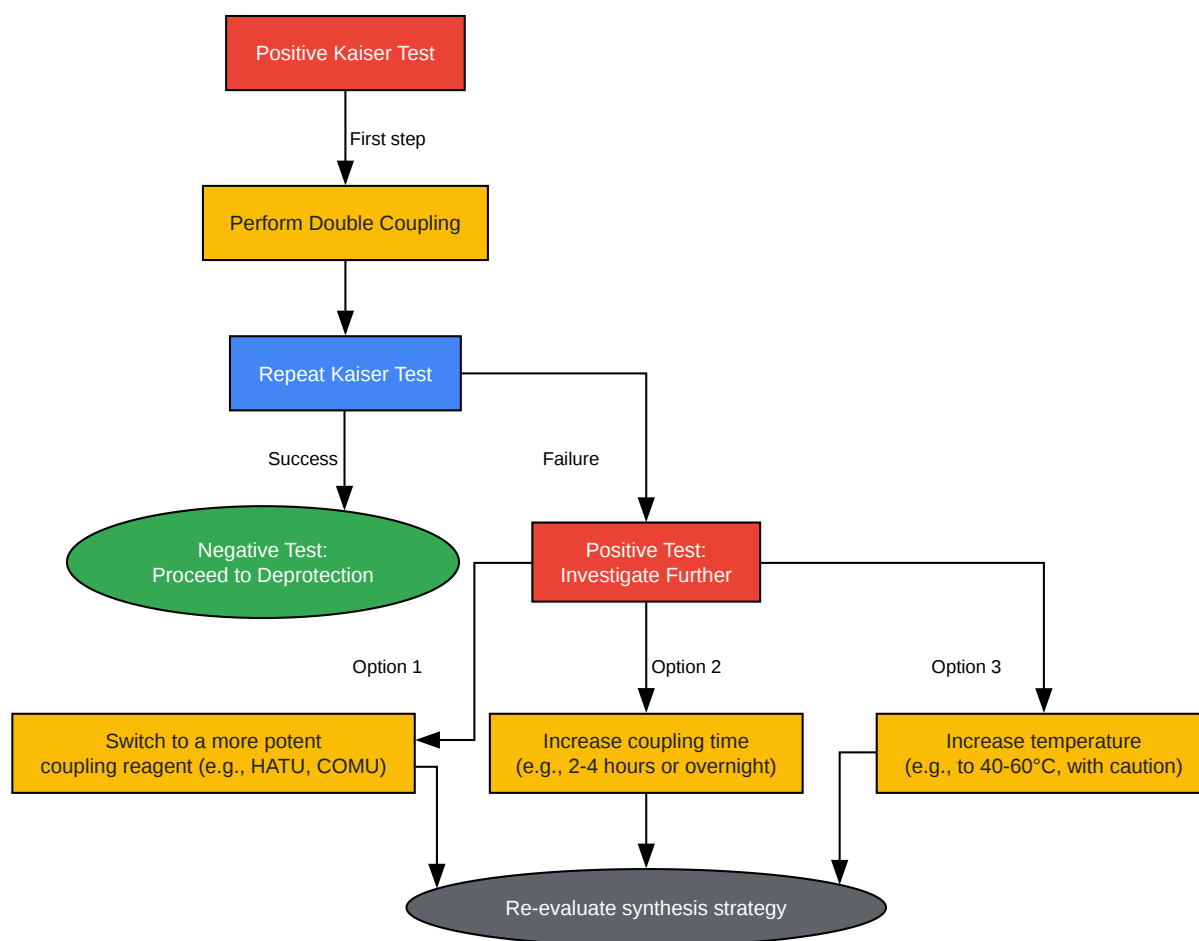 Positive Kaiser Test
First step
Perform Double Coupling
Repeat Kaiser Test
Success
Failure
Negative Test:
Proceed to Deprotection
Positive Test:
Investigate Further
Option 1
Option 2
Option 3
Switch to a more potent
coupling reagent (e.g., HATU, COMU)
Increase coupling time
(e.g., 2-4 hours or overnight)
Increase temperature
(e.g., to 40-60°C, with caution)
Re-evaluate synthesis strategy